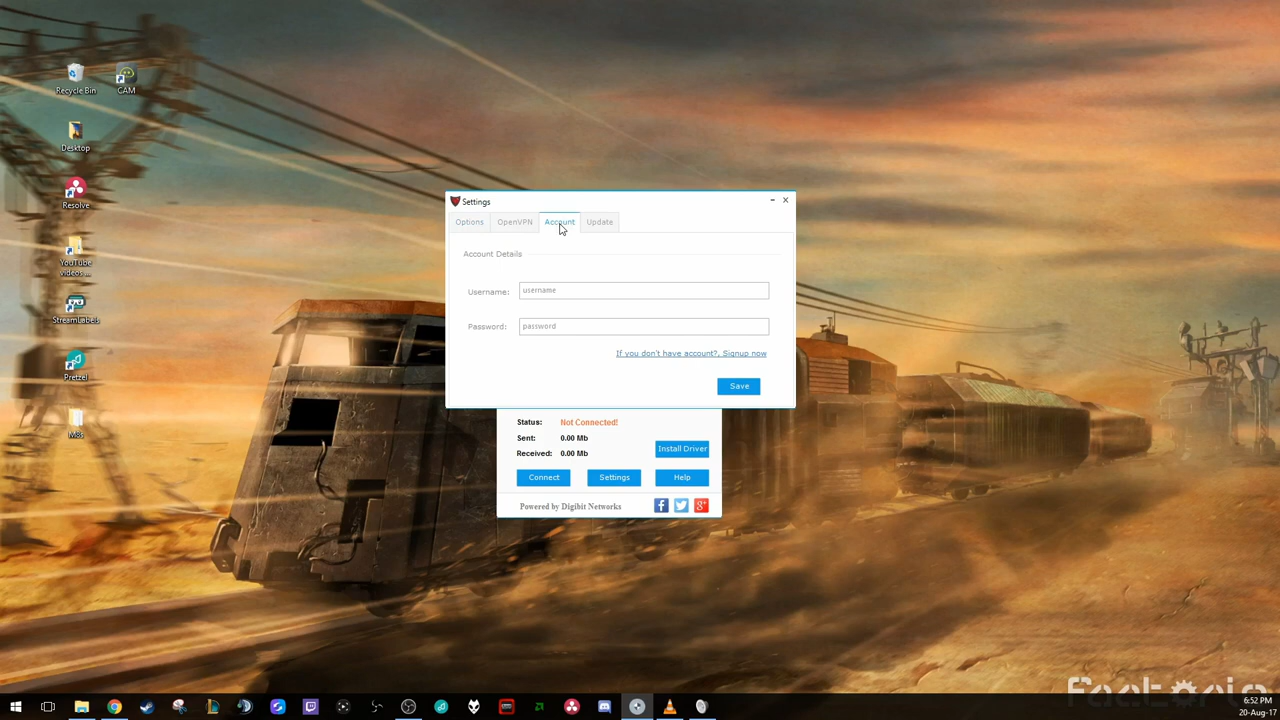 Recycle Bin
CAM
Desktop
Resolve
YouTube
videos ...
StreamLabels
Pretzel
Settings
Options
OpenVPN
Account
Update
Account Details
Username:
username
Password:
password
If you don't have account?, Signup now
Save
Status:
Not Connected!
Sent:
0.00 Mb
Received:
0.00 Mb
Install Driver
Connect
Settings
Help
Powered by Digibit Networks
Factorio
6:52 PM
20-Aug-17